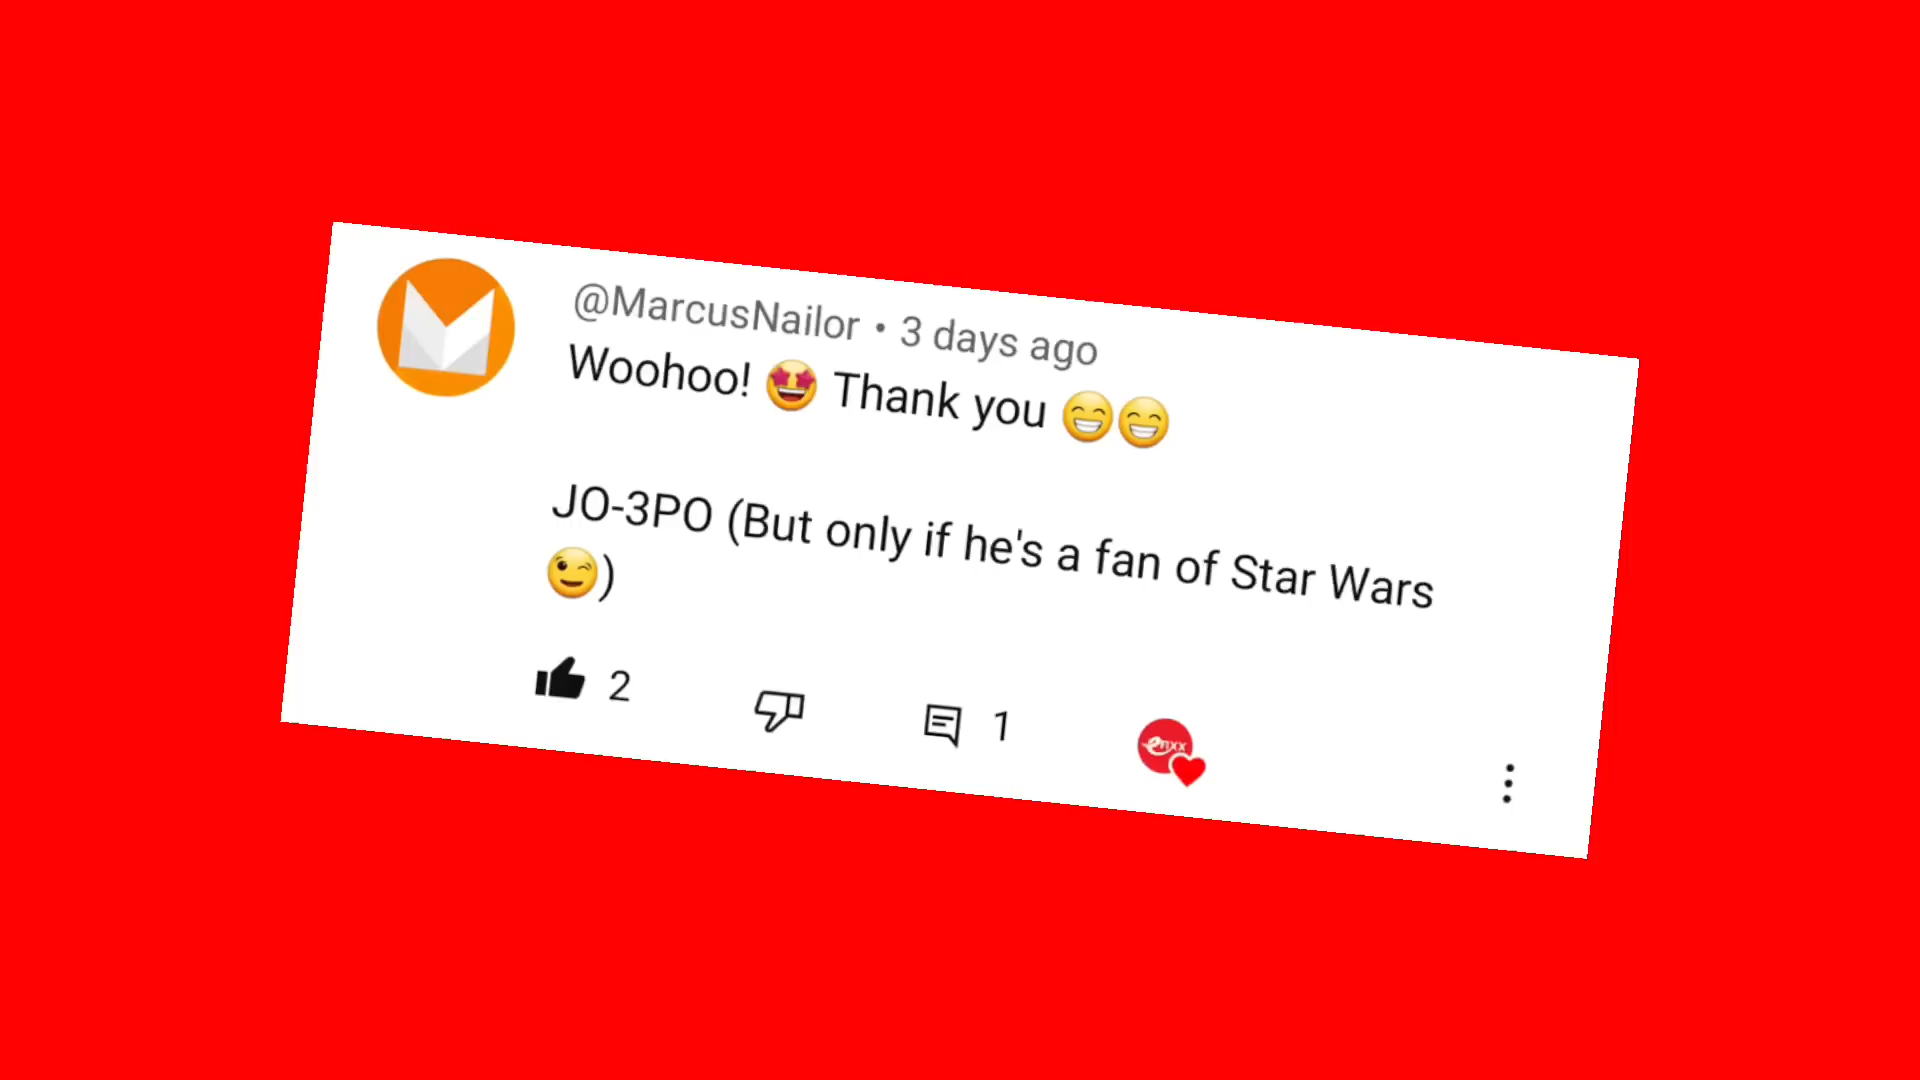 @MarcusNailor • 3 days ago
Woohoo! 🤩 Thank you 😁😁
JO-3PO (But only if he's a fan of Star Wars
😉)
2
1
enxx